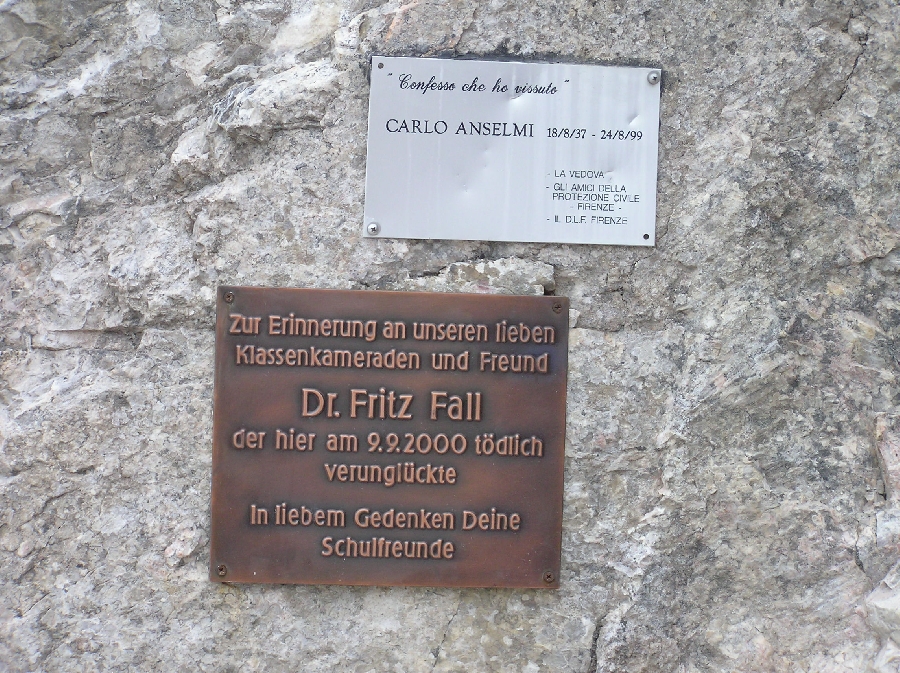 "Confesso che ho vissuto"
CARLO ANSELMI 18/8/37 - 24/8/99
- LA VEDOVA
- GLI AMICI DELLA
PROTEZIONE CIVILE
- FIRENZE -
- IL D.L.F. FIRENZE
Zur Erinnerung an unseren lieben
Klassenkameraden und Freund
Dr. Fritz Fall
der hier am 9.9.2000 tödlich
verunglückte
In liebem Gedenken Deine
Schulfreunde